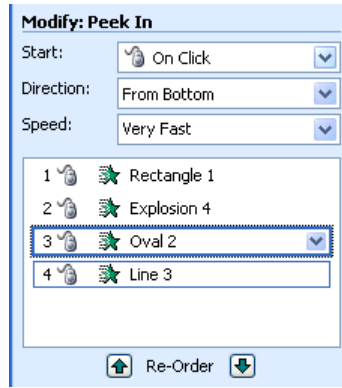 Modify: Peek In
Start: On Click
Direction: From Bottom
Speed: Very Fast
1 Rectangle 1
2 Explosion 4
3 Oval 2
4 Line 3
Re-Order